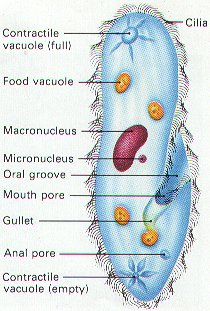 Cilia
Contractile
vacuole (full)
Food vacuole
Macronucleus
Micronucleus
Oral groove
Mouth pore
Gullet
Anal pore
Contractile
vacuole (empty)